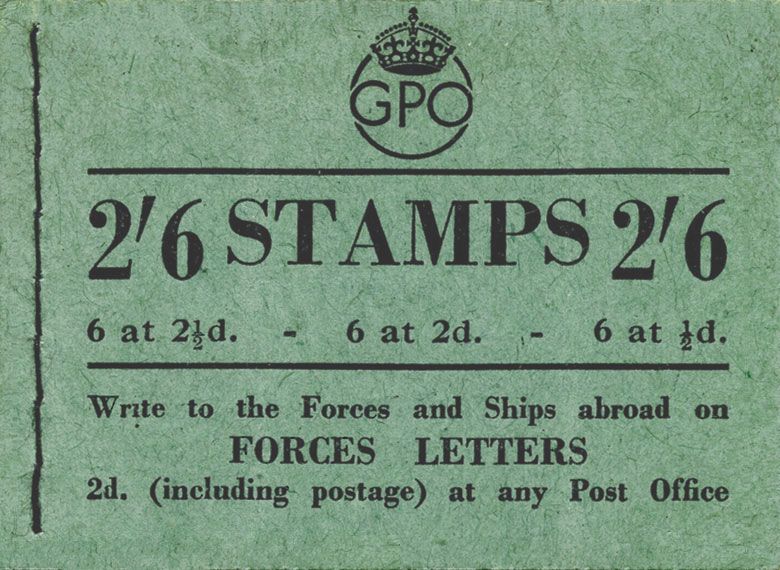 GPO
2'6 STAMPS 2'6
6 at 2½d. - 6 at 2d. - 6 at ½d.
Write to the Forces and Ships abroad on
FORCES LETTERS
2d. (including postage) at any Post Office